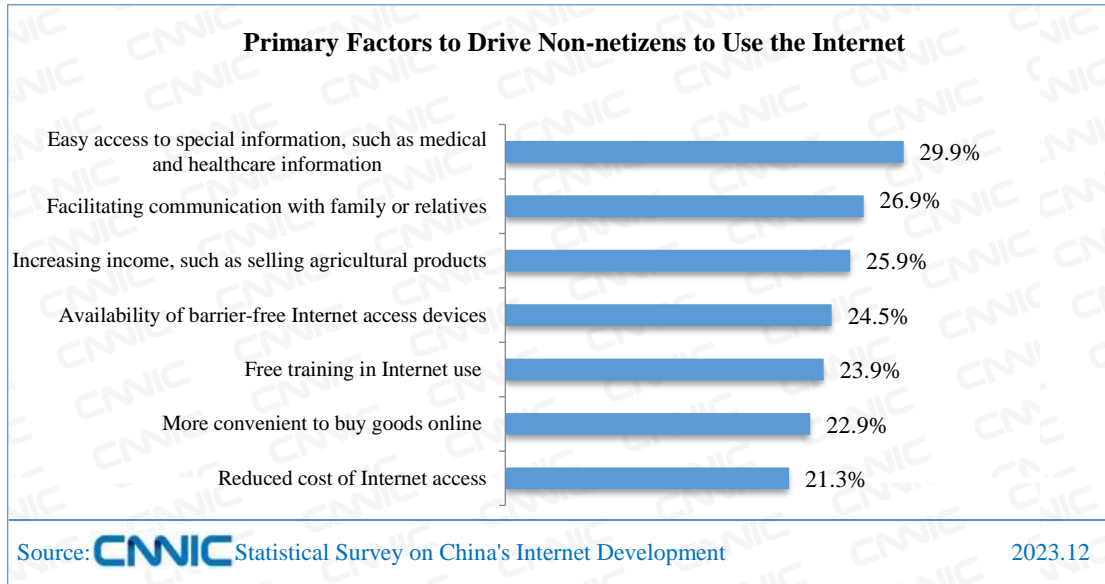 Primary Factors to Drive Non-netizens to Use the Internet
Easy access to special information, such as medical
and healthcare information
29.9%
Facilitating communication with family or relatives
26.9%
Increasing income, such as selling agricultural products
25.9%
Availability of barrier-free Internet access devices
24.5%
Free training in Internet use
23.9%
More convenient to buy goods online
22.9%
Reduced cost of Internet access
21.3%
Source: CNNIC Statistical Survey on China's Internet Development 2023.12